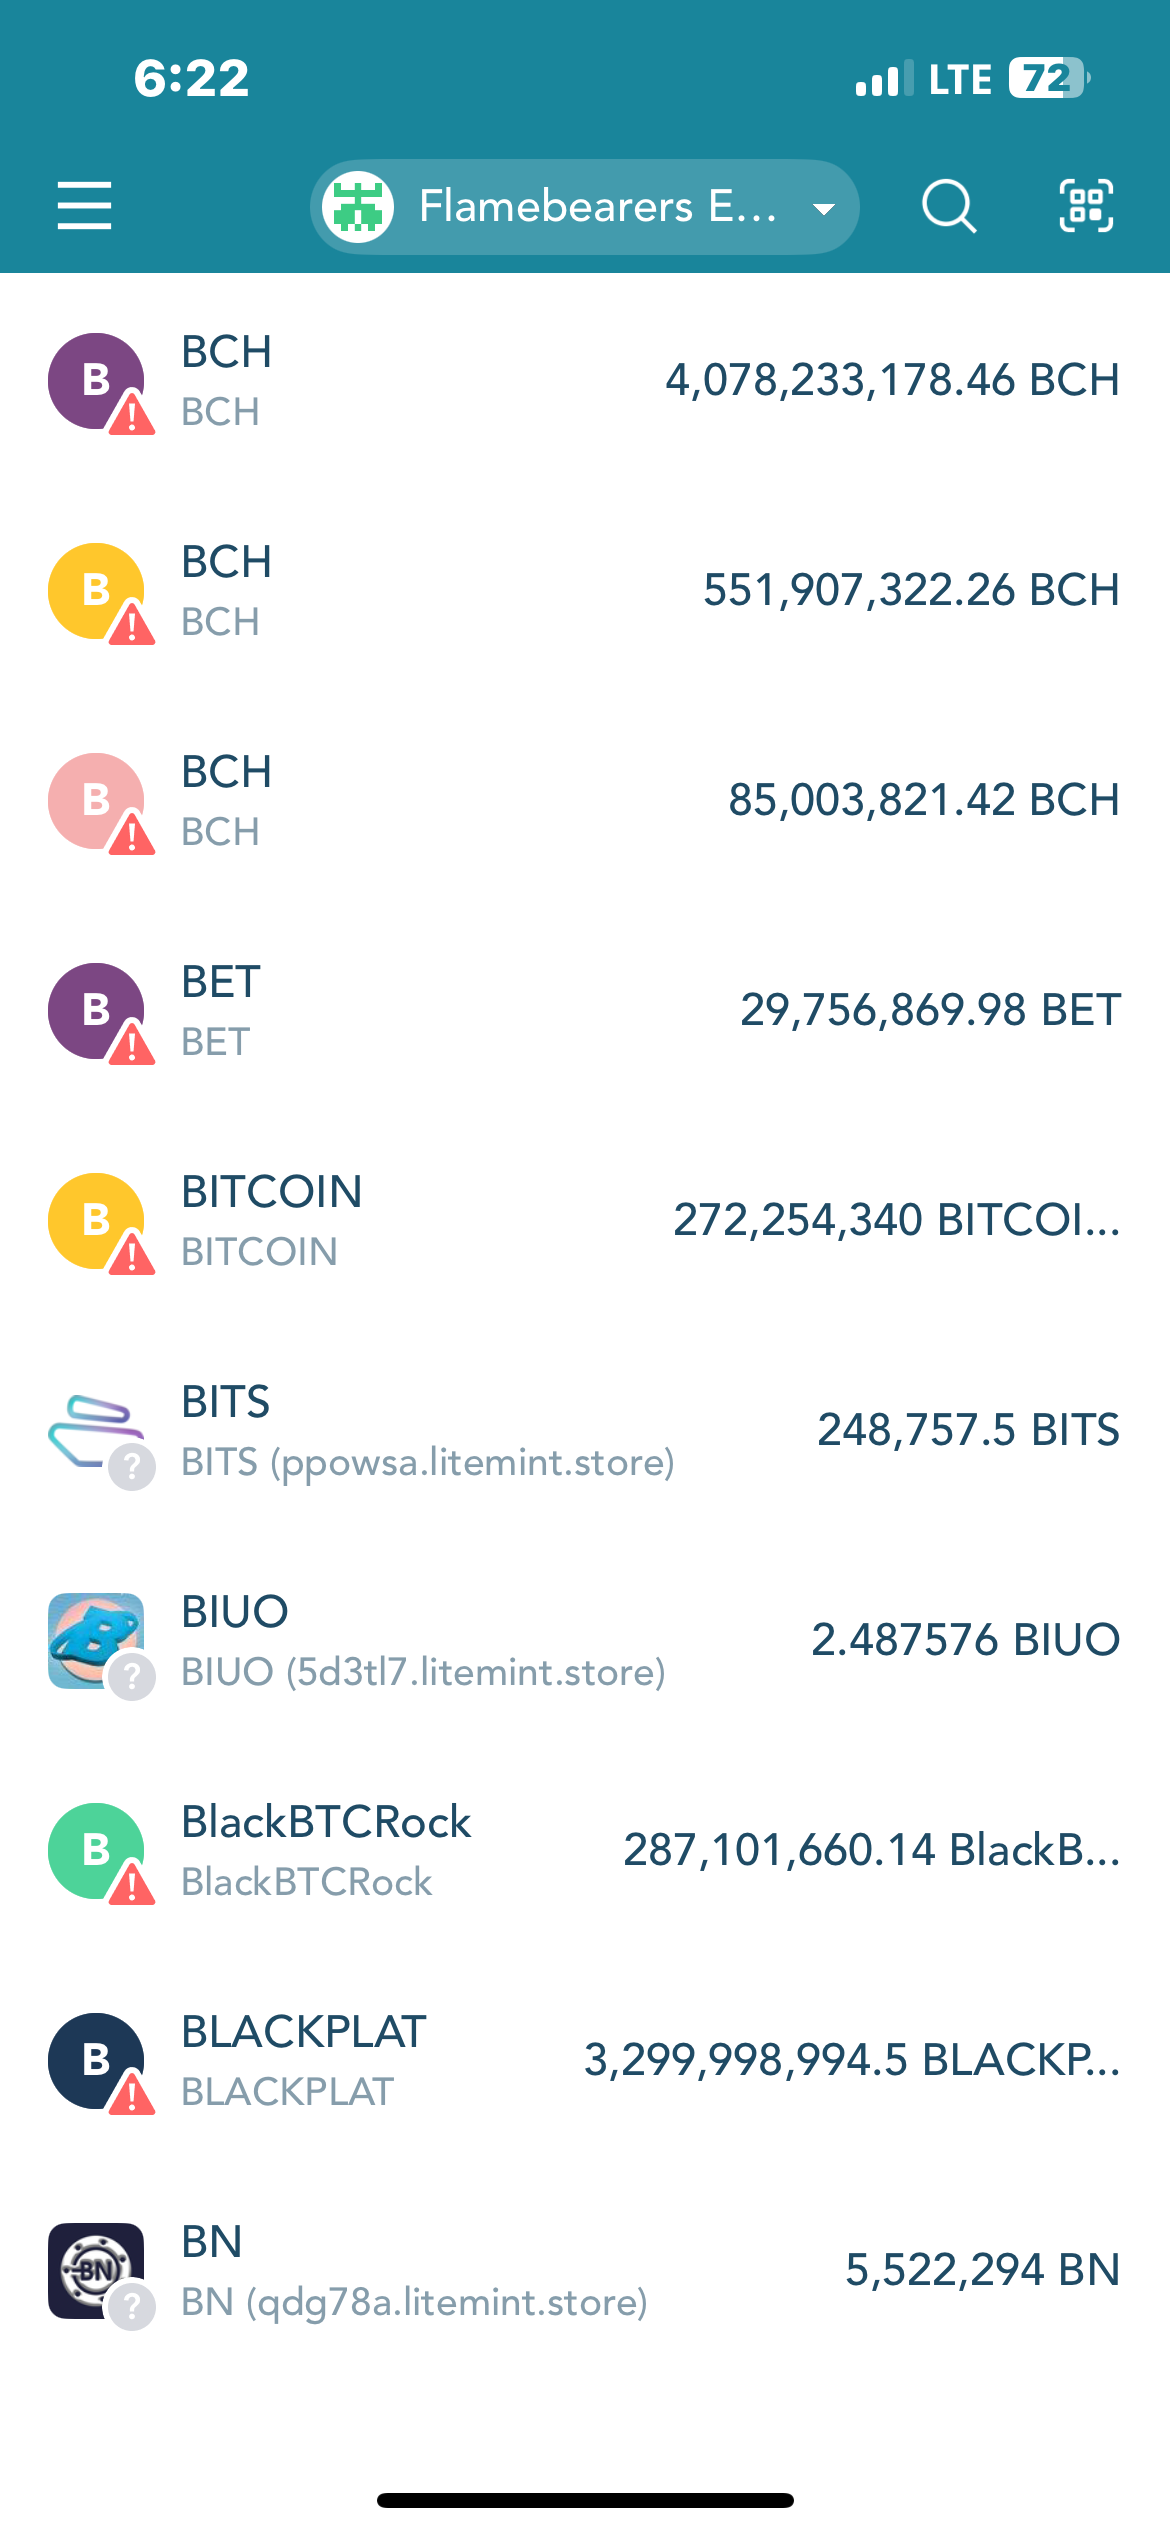 6:22
LTE 72
Flamebearers E...
B
BCH
BCH
4,078,233,178.46 BCH
B
BCH
BCH
551,907,322.26 BCH
B
BCH
BCH
85,003,821.42 BCH
B
BET
BET
29,756,869.98 BET
B
BITCOIN
BITCOIN
272,254,340 BITCOI...
BITS
BITS (ppowsa.litemint.store)
248,757.5 BITS
?
B
BIUO
BIUO (5d3tl7.litemint.store)
2.487576 BIUO
?
B
BlackBTCRock
BlackBTCRock
287,101,660.14 BlackB...
B
BLACKPLAT
BLACKPLAT
3,299,998,994.5 BLACKP...
BN
BN
BN (qdg78a.litemint.store)
5,522,294 BN
?